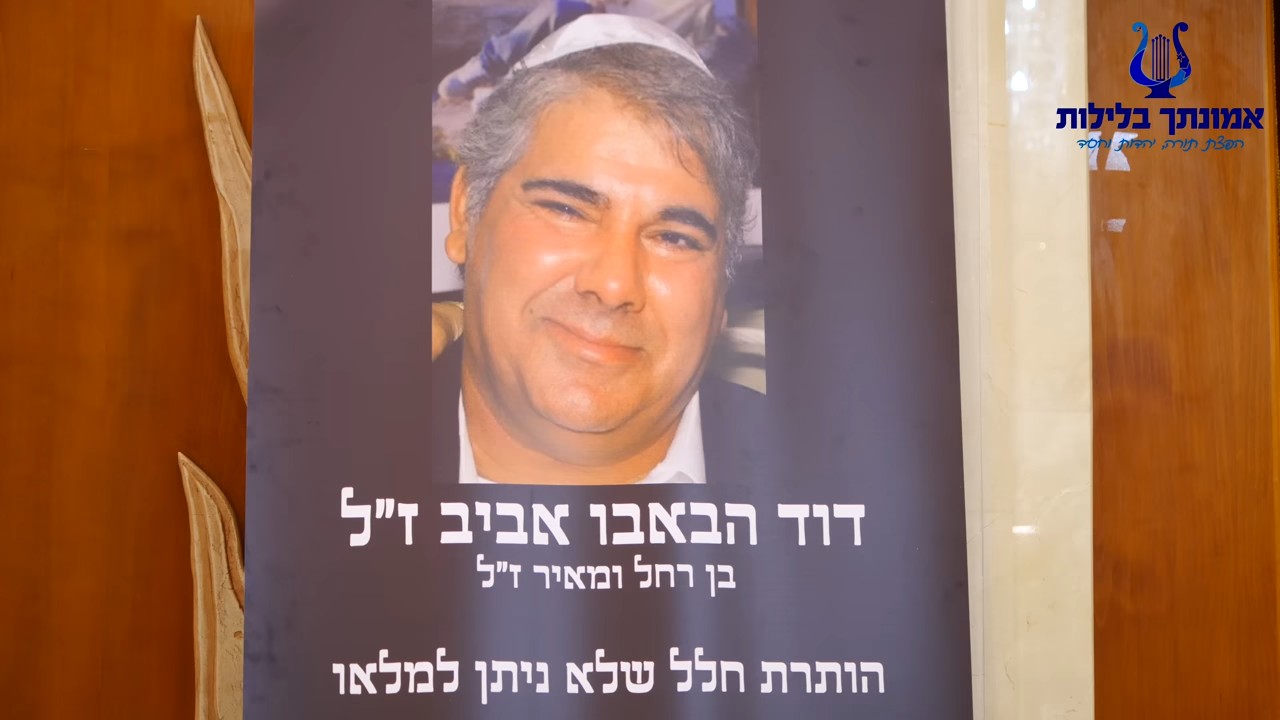 אמונתך בלילות
הפצת תורה, יהדות וחסד
דוד הבאבו אביב ז"ל
בן רחל ומאיר ז"ל
הותרת חלל שלא ניתן למלאו